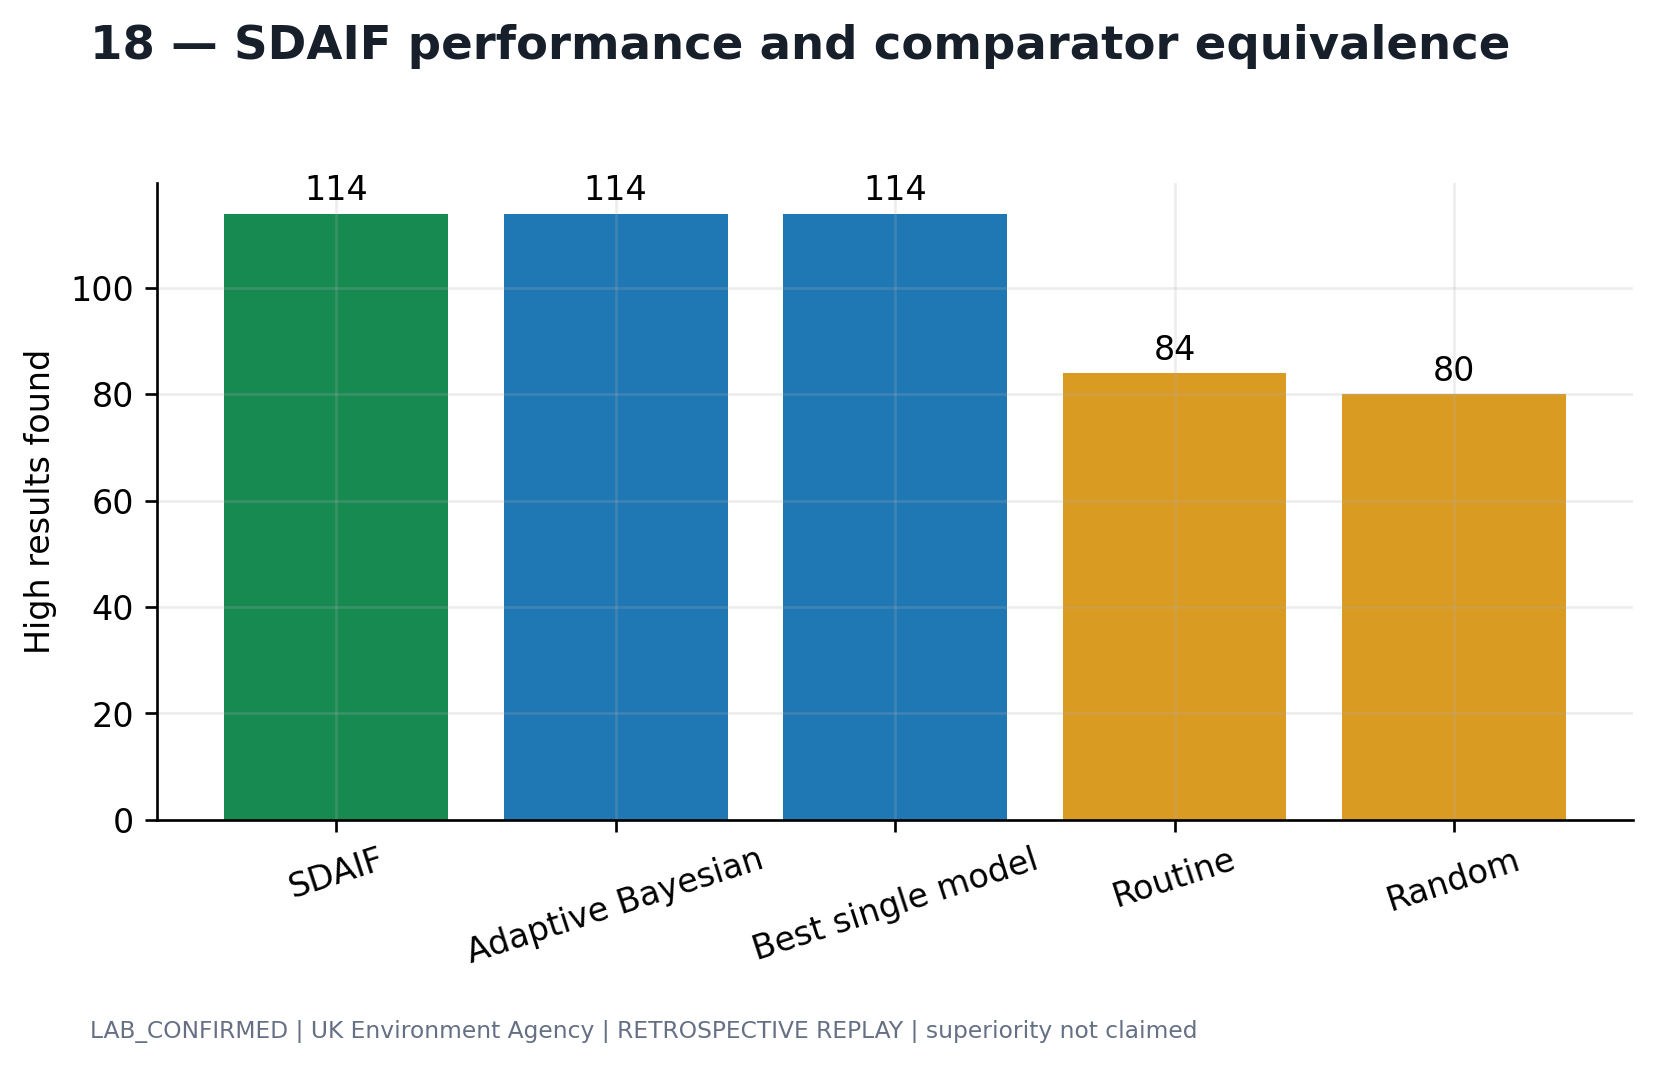 18 — SDAIF performance and comparator equivalence
114
114
114
84
80
High results found
100
80
60
40
20
0
SDAIF
Adaptive Bayesian
Best single model
Routine
Random
LAB_CONFIRMED | UK Environment Agency | RETROSPECTIVE REPLAY | superiority not claimed